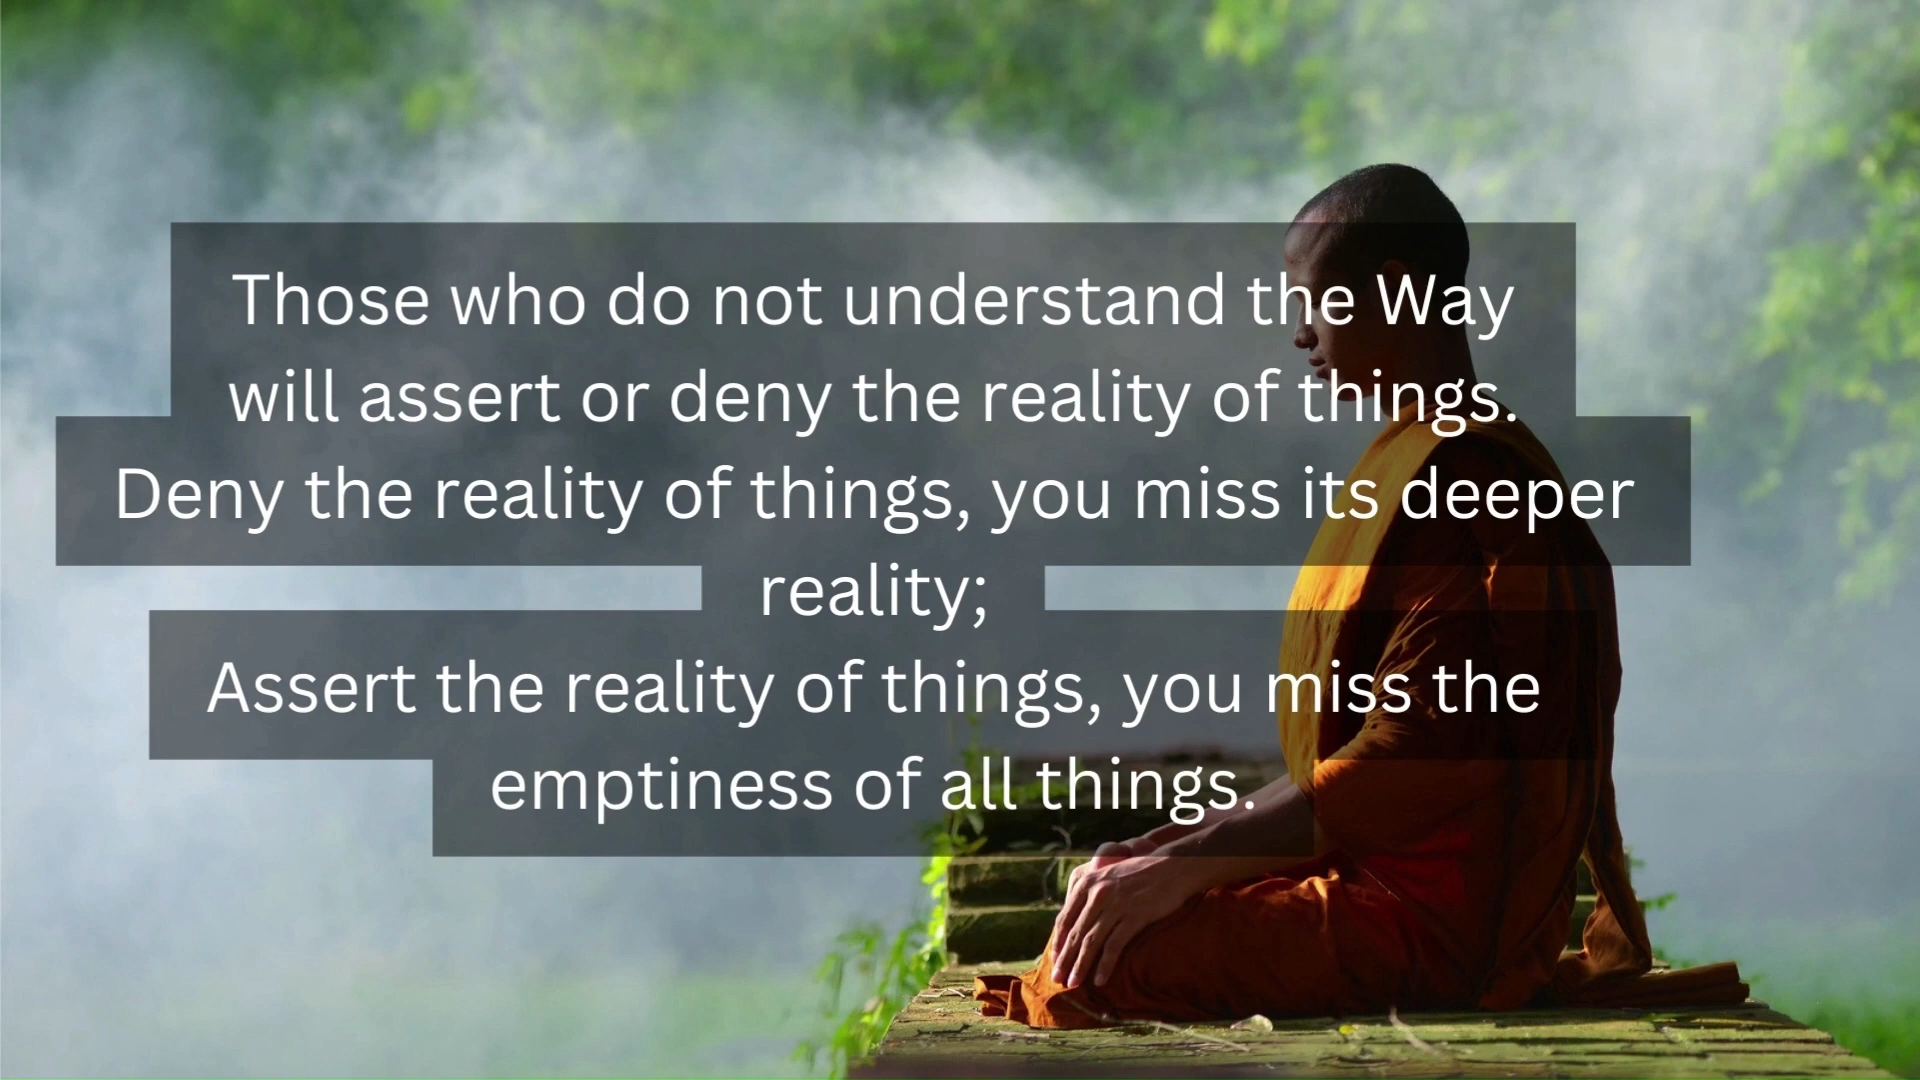 Those who do not understand the Way
will assert or deny the reality of things.
Deny the reality of things, you miss its deeper
reality;
Assert the reality of things, you miss the
emptiness of all things.